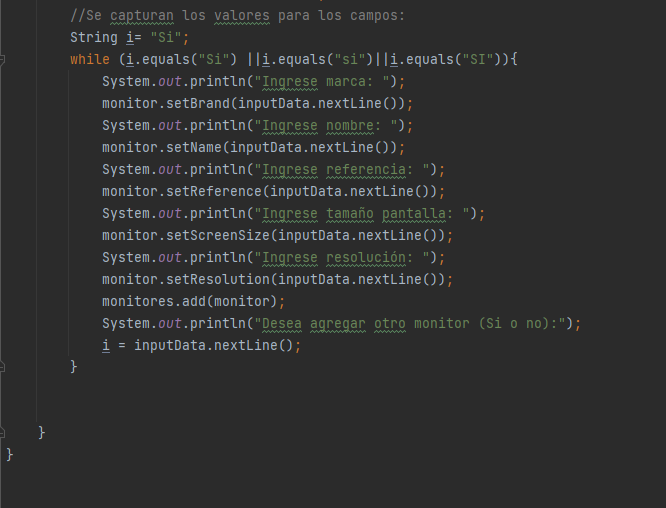 //Se capturan los valores para los campos:
String i= "Si";
while (i.equals("Si") ||i.equals("si")||i.equals("SI")){
System.out.println("Ingrese marca: ");
monitor.setBrand(inputData.nextLine());
System.out.println("Ingrese nombre: ");
monitor.setName(inputData.nextLine());
System.out.println("Ingrese referencia: ");
monitor.setReference(inputData.nextLine());
System.out.println("Ingrese tamaño pantalla: ");
monitor.setScreenSize(inputData.nextLine());
System.out.println("Ingrese resolución: ");
monitor.setResolution(inputData.nextLine());
monitores.add(monitor);
System.out.println("Desea agregar otro monitor (Si o no):");
i = inputData.nextLine();
}
}
}